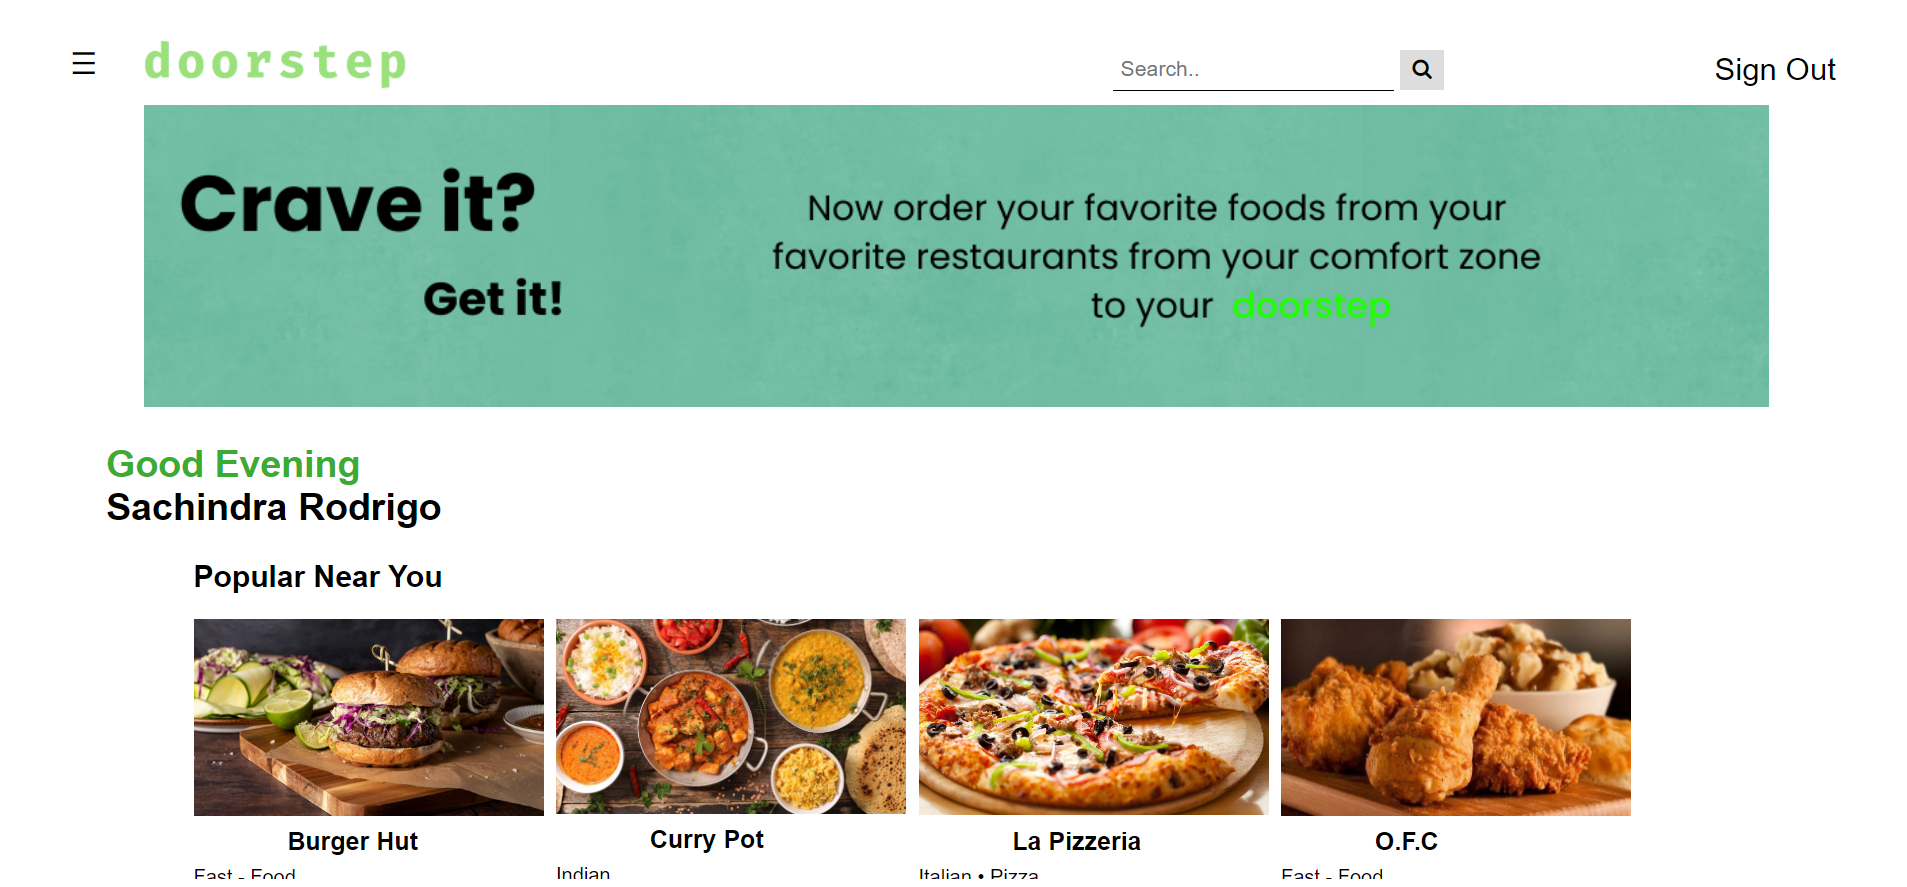 ☰ doorstep
Search..
Sign Out
Crave it?
Get it!
Now order your favorite foods from your
favorite restaurants from your comfort zone
to your doorstep
Good Evening
Sachindra Rodrigo
Popular Near You
Burger Hut
Fast - Food
Curry Pot
Indian
La Pizzeria
Italian • Pizza
O.F.C
Fast - Food